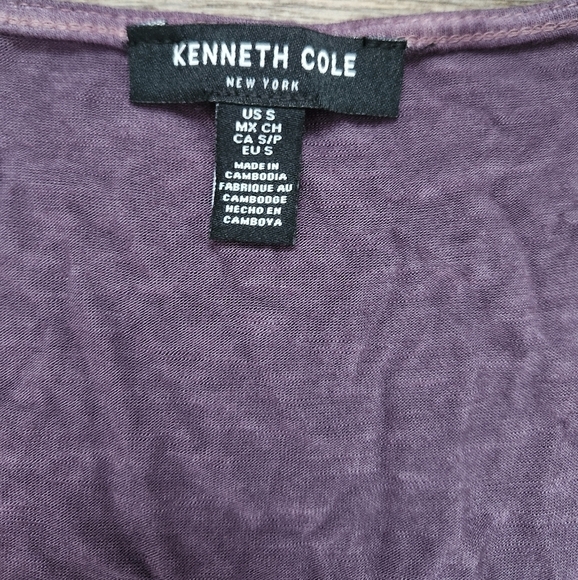 KENNETH COLE
NEW YORK
US S
MX CH
CA S/P
EU S
MADE IN
CAMBODIA
FABRIQUE AU
CAMBODGE
HECHO EN
CAMBOYA